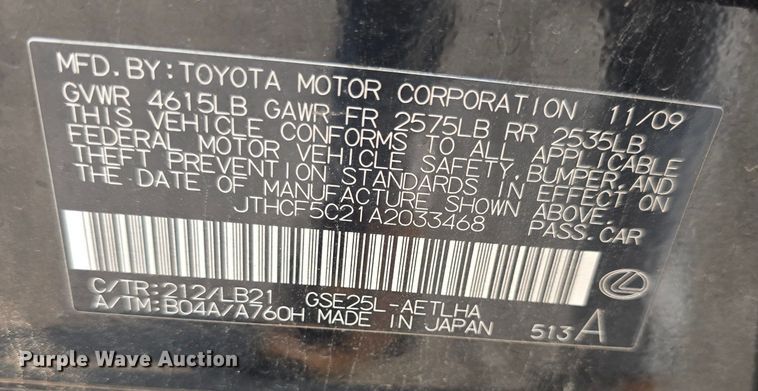 MFD.BY:TOYOTA MOTOR CORPORATION 11/09
GVWR 4615LB GAWR FR 2575LB RR 2535LB
THIS VEHICLE CONFORMS TO ALL APPLICABLE
FEDERAL MOTOR VEHICLE SAFETY,BUMPER,AND
THEFT PREVENTION STANDARDS IN EFFECT ON
THE DATE OF MANUFACTURE SHOWN ABOVE.
JTHCF5C21A2033468 PASS.CAR
C/TR:212/LB21 GSE25L-AETLHA
A/TM:B04A/A760H MADE IN JAPAN 513A
Purple Wave Auction